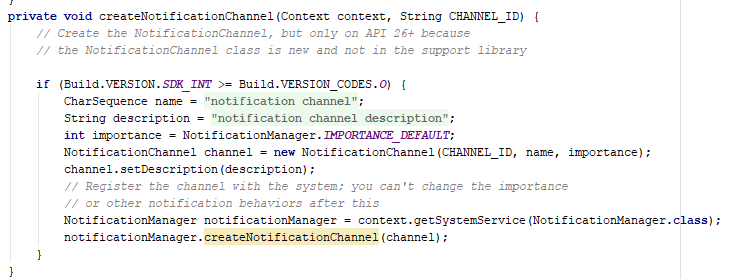 private void createNotificationChannel(Context context, String CHANNEL_ID) {
// Create the NotificationChannel, but only on API 26+ because
// the NotificationChannel class is new and not in the support library
if (Build.VERSION.SDK_INT >= Build.VERSION_CODES.O) {
CharSequence name = "notification channel";
String description = "notification channel description";
int importance = NotificationManager.IMPORTANCE_DEFAULT;
NotificationChannel channel = new NotificationChannel(CHANNEL_ID, name, importance);
channel.setDescription(description);
// Register the channel with the system; you can't change the importance
// or other notification behaviors after this
NotificationManager notificationManager = context.getSystemService(NotificationManager.class);
notificationManager.createNotificationChannel(channel);
}
}